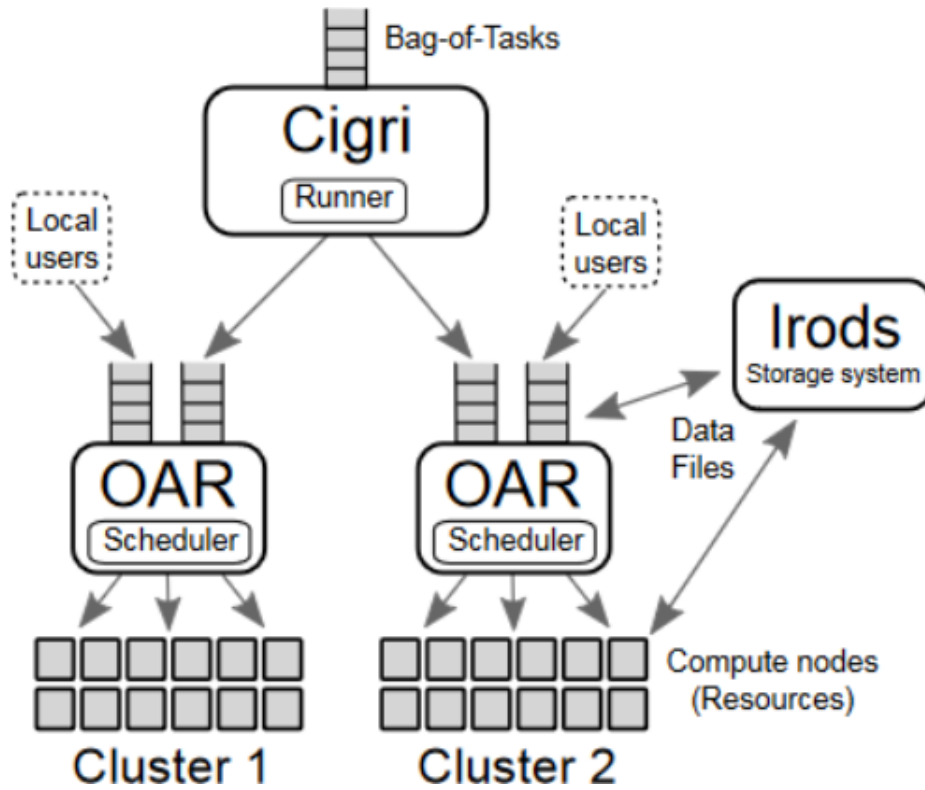 Bag-of-Tasks
Cigri
Runner
Local
users
Local
users
Irods
Storage system
Data
Files
OAR
Scheduler
OAR
Scheduler
Compute nodes
(Resources)
Cluster 1
Cluster 2